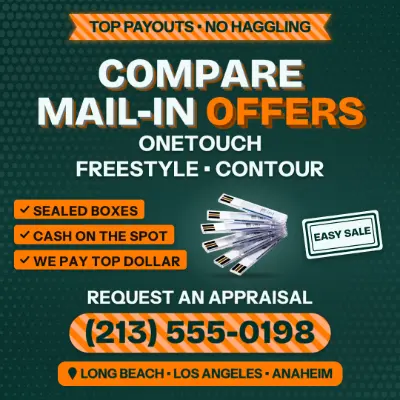 TOP PAYOUTS • NO HAGGLING
COMPARE
MAIL-IN OFFERS
ONETOUCH
FREESTYLE • CONTOUR
SEALED BOXES
CASH ON THE SPOT
WE PAY TOP DOLLAR
EASY SALE
REQUEST AN APPRAISAL
(213) 555-0198
LONG BEACH • LOS ANGELES • ANAHEIM